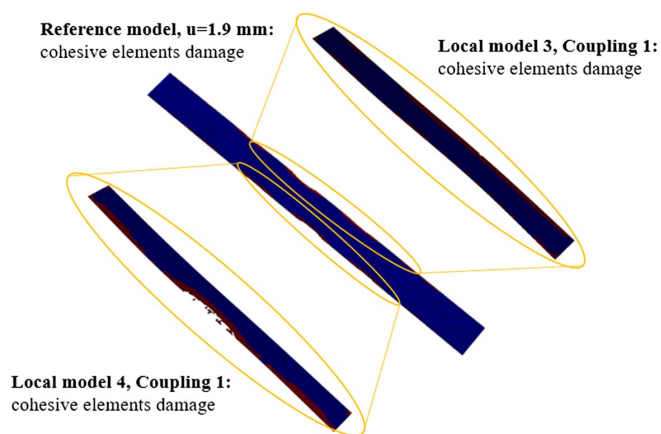 Reference model, u=1.9 mm:
cohesive elements damage
Local model 3, Coupling 1:
cohesive elements damage
Local model 4, Coupling 1:
cohesive elements damage